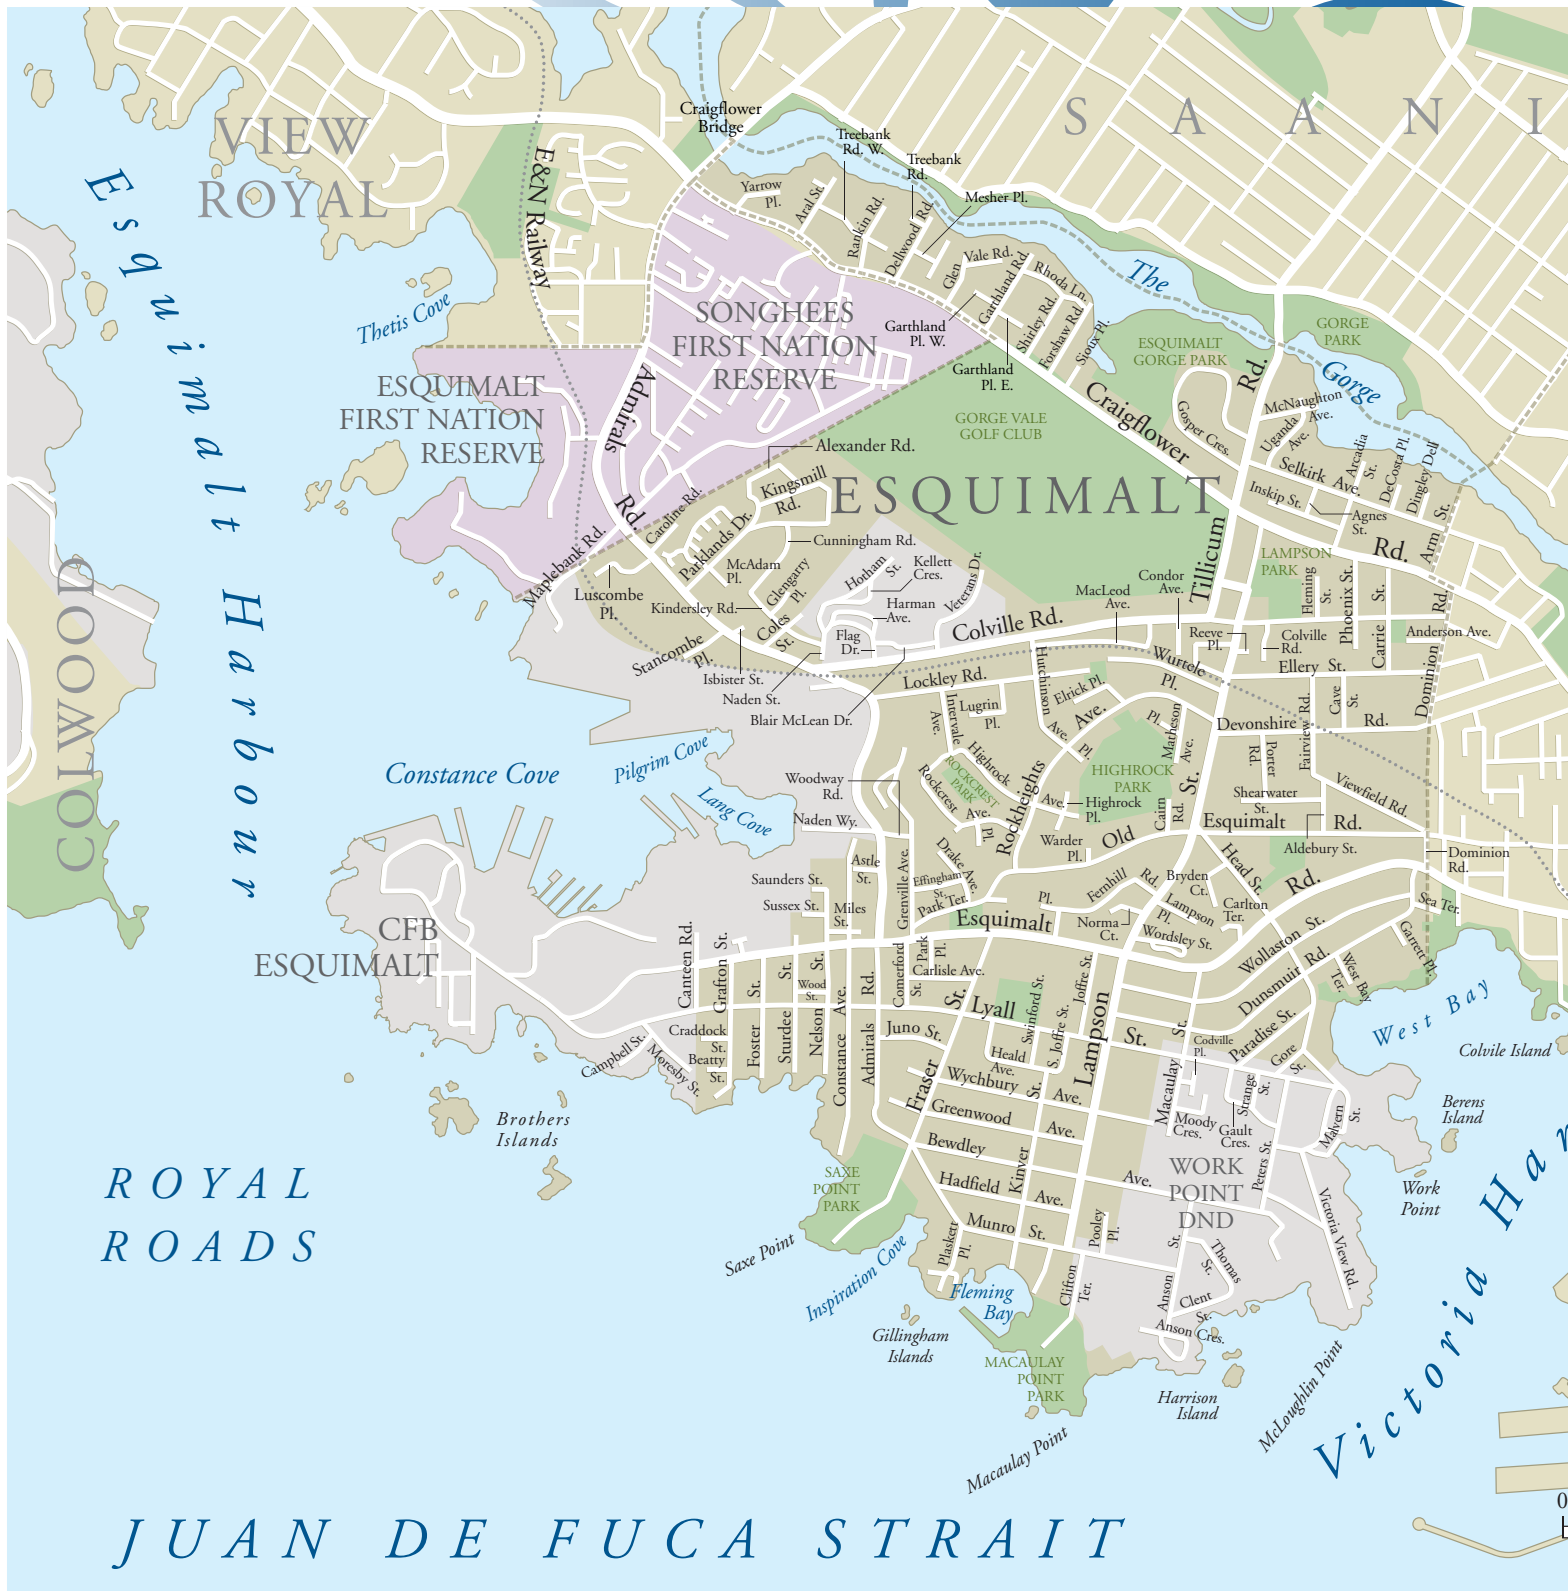 VIEW
ROYAL
S A A N I
Craigflower
Bridge
Treebank
Rd. W.
Treebank
Rd.
Mesher Pl.
Yarrow
Pl.
Aral St.
Rankin Rd.
Dellwood Rd.
Glen
Vale Rd.
Garthland Rd.
Rhoda Ln.
Shirley Rd.
Forshaw Rd.
Sioux Pl.
Garthland
Pl. W.
Garthland
Pl. E.
E&N Railway
Esquimalt Harbour
Thetis Cove
The
Gorge
SONGHEES
FIRST NATION
RESERVE
ESQUIMALT
FIRST NATION
RESERVE
Admirals
Rd.
ESQUIMALT
GORGE PARK
GORGE
PARK
GORGE VALE
GOLF CLUB
Craigflower
Rd.
Rd.
Tillicum
Gosper Cres.
McNaughton
Ave.
Uganda
Ave.
Selkirk Ave.
Arcadia
St.
DeCosta Pl.
Dingley Dell
Inskip St.
Agnes
St.
Arm St.
Alexander Rd.
Kingsmill
Rd.
ESQUIMALT
Caroline Rd.
Parklands Dr.
Cunningham Rd.
Maplebank Rd.
McAdam
Pl.
Glengarry
Pl.
Luscombe
Pl.
Kindersley Rd.
Coles
St.
Stancombe
Pl.
Isbister St.
Naden St.
Blair McLean Dr.
Hotham
St.
Kellett
Cres.
Harman
Ave.
Veterans Dr.
Flag
Dr.
Colville Rd.
MacLeod
Ave.
Condor
Ave.
LAMPSON
PARK
Fleming
St.
Phoenix St.
Carrie St.
Reeve
Pl.
Colville
Rd.
Anderson Ave.
Ellery St.
Dominion Rd.
COLWOOD
Lockley Rd.
Hutchinson
Ave.
Wurtele
Pl.
Elrick Pl.
Intervale
Ave.
Lugrin
Pl.
Ave.
Pl.
Pl.
Matheson
Ave.
Devonshire Rd.
Cave
St.
Fairview Rd.
Porter
Rd.
Highrock
Ave.
Highrock
Pl.
ROCKCREST
PARK
Rockcrest
Ave.
Pl.
Rockheights
HIGHROCK
PARK
Viewfield Rd.
Shearwater
St.
Constance Cove
Pilgrim Cove
Lang Cove
Woodway
Rd.
Naden Wy.
Warder
Pl.
Old
Esquimalt
Rd.
Cairn
Rd.
St.
Aldebury St.
Dominion
Rd.
Astle
St.
Saunders St.
Sussex St.
Miles
St.
Grenville Ave.
Drake Ave.
Effingham
St.
Park Ter.
Head St.
Fernhill
Rd.
Pl.
Bryden
Ct.
Lampson
Pl.
Carlton
Ter.
Norma
Ct.
Wordsley St.
Esquimalt
Rd.
Sea Ter.
Wollaston St.
Garrett Pl.
Dunsmuir Rd.
West Bay
Ter.
CFB
ESQUIMALT
Canteen Rd.
Grafton St.
Foster St.
Sturdee St.
Wood
St.
Nelson St.
Constance Ave.
Admirals Rd.
Comerford
St.
Park
Pl.
Carlisle Ave.
Fraser St.
Lyall
St.
Swinford St.
Joffre St.
S. Joffre St.
Lampson
Paradise St.
West Bay
Colvile Island
Craddock
St.
Beatty
St.
Campbell St.
Moresby St.
Juno St.
Heald
Ave.
Wychbury
Ave.
Greenwood
Ave.
Bewdley
Ave.
Hadfield
Ave.
Munro
St.
Kinver
St.
Macaulay
St.
Codville
Pl.
Gore
St.
Strange
St.
Moody
Cres.
Gault
Cres.
Malvern
St.
Peters St.
Berens
Island
Work
Point
Brothers
Islands
ROYAL
ROADS
SAXE
POINT
PARK
WORK
POINT
DND
Victoria View Rd.
Plaskett
Pl.
Pooley
Pl.
Clifton
Ter.
Anson
St.
Thomas
St.
Clent
St.
Anson Cres.
Saxe Point
Inspiration Cove
Fleming
Bay
Gillingham
Islands
MACAULAY
POINT
PARK
Macaulay Point
Harrison
Island
McLoughlin Point
Victoria Har
JUAN DE FUCA STRAIT
0